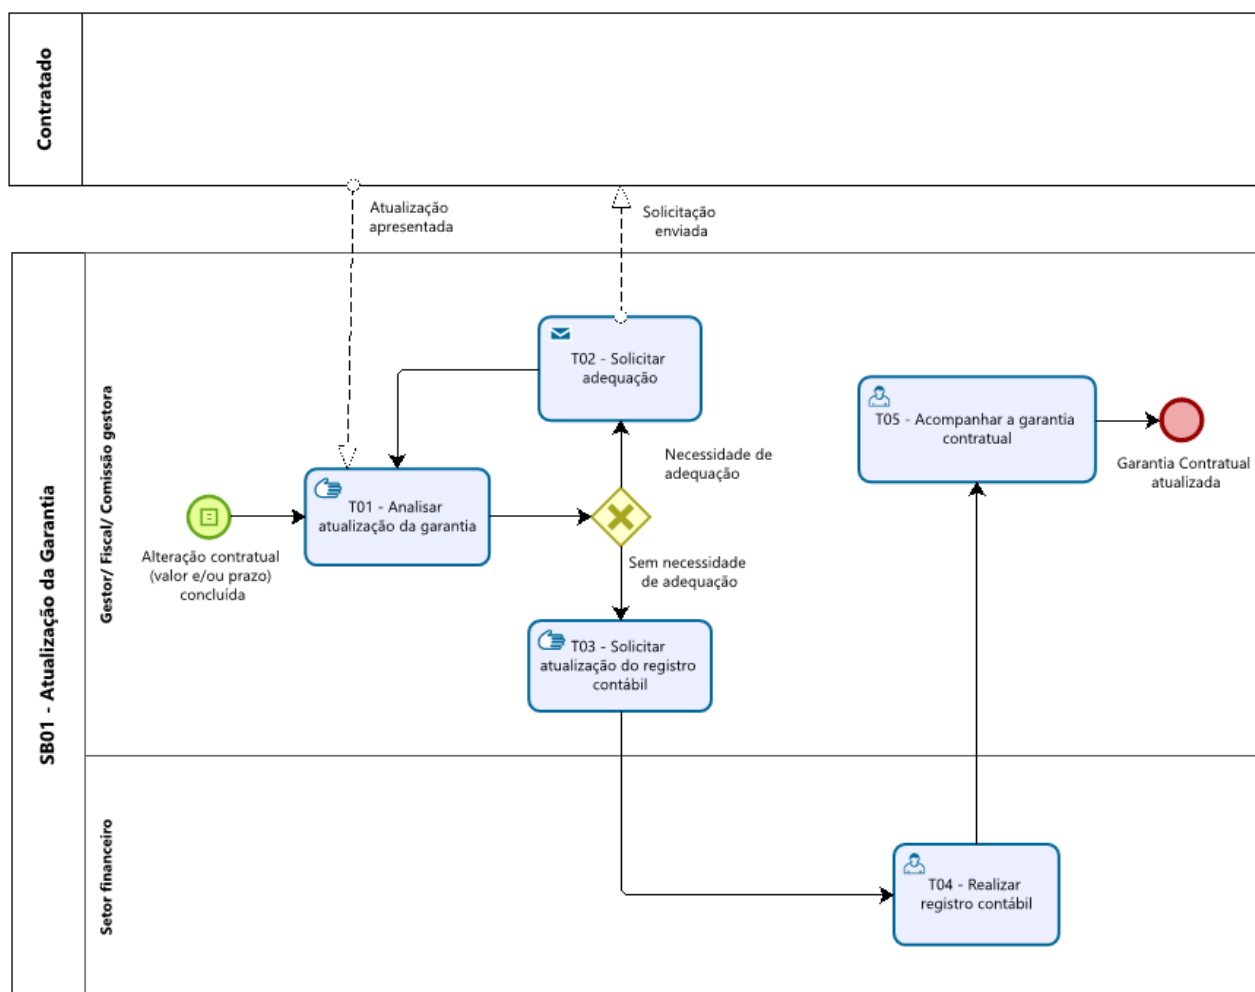 Contratado
Atualização
apresentada
Solicitação
enviada
SB01 - Atualização da Garantia
Gestor/ Fiscal/ Comissão gestora
T02 - Solicitar
adequação
T05 - Acompanhar a garantia
contratual
Necessidade de
adequação
Garantia Contratual
atualizada
T01 - Analisar
atualização da garantia
Alteração contratual
(valor e/ou prazo)
concluída
Sem necessidade
de adequação
T03 - Solicitar
atualização do registro
contábil
Setor financeiro
T04 - Realizar
registro contábil